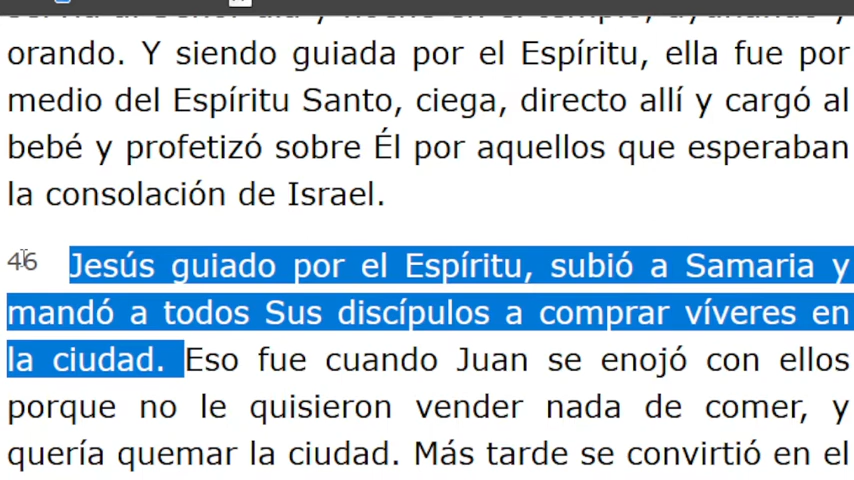 orando. Y siendo guiada por el Espíritu, ella fue por
medio del Espíritu Santo, ciega, directo allí y cargó al
bebé y profetizó sobre Él por aquellos que esperaban
la consolación de Israel.
46 Jesús guiado por el Espíritu, subió a Samaria y
mandó a todos Sus discípulos a comprar víveres en
la ciudad. Eso fue cuando Juan se enojó con ellos
porque no le quisieron vender nada de comer, y
quería quemar la ciudad. Más tarde se convirtió en el